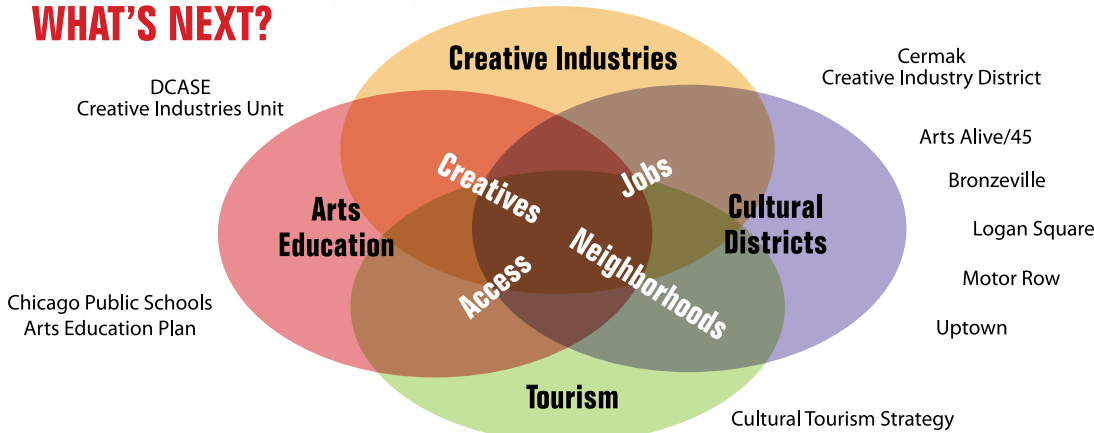 WHAT'S NEXT?
DCASE
Creative Industries Unit
Creative Industries
Cermak
Creative Industry District
Arts Alive/45
Bronzeville
Logan Square
Motor Row
Uptown
Creatives
Jobs
Arts
Education
Cultural
Districts
Access
Neighborhoods
Chicago Public Schools
Arts Education Plan
Tourism
Cultural Tourism Strategy